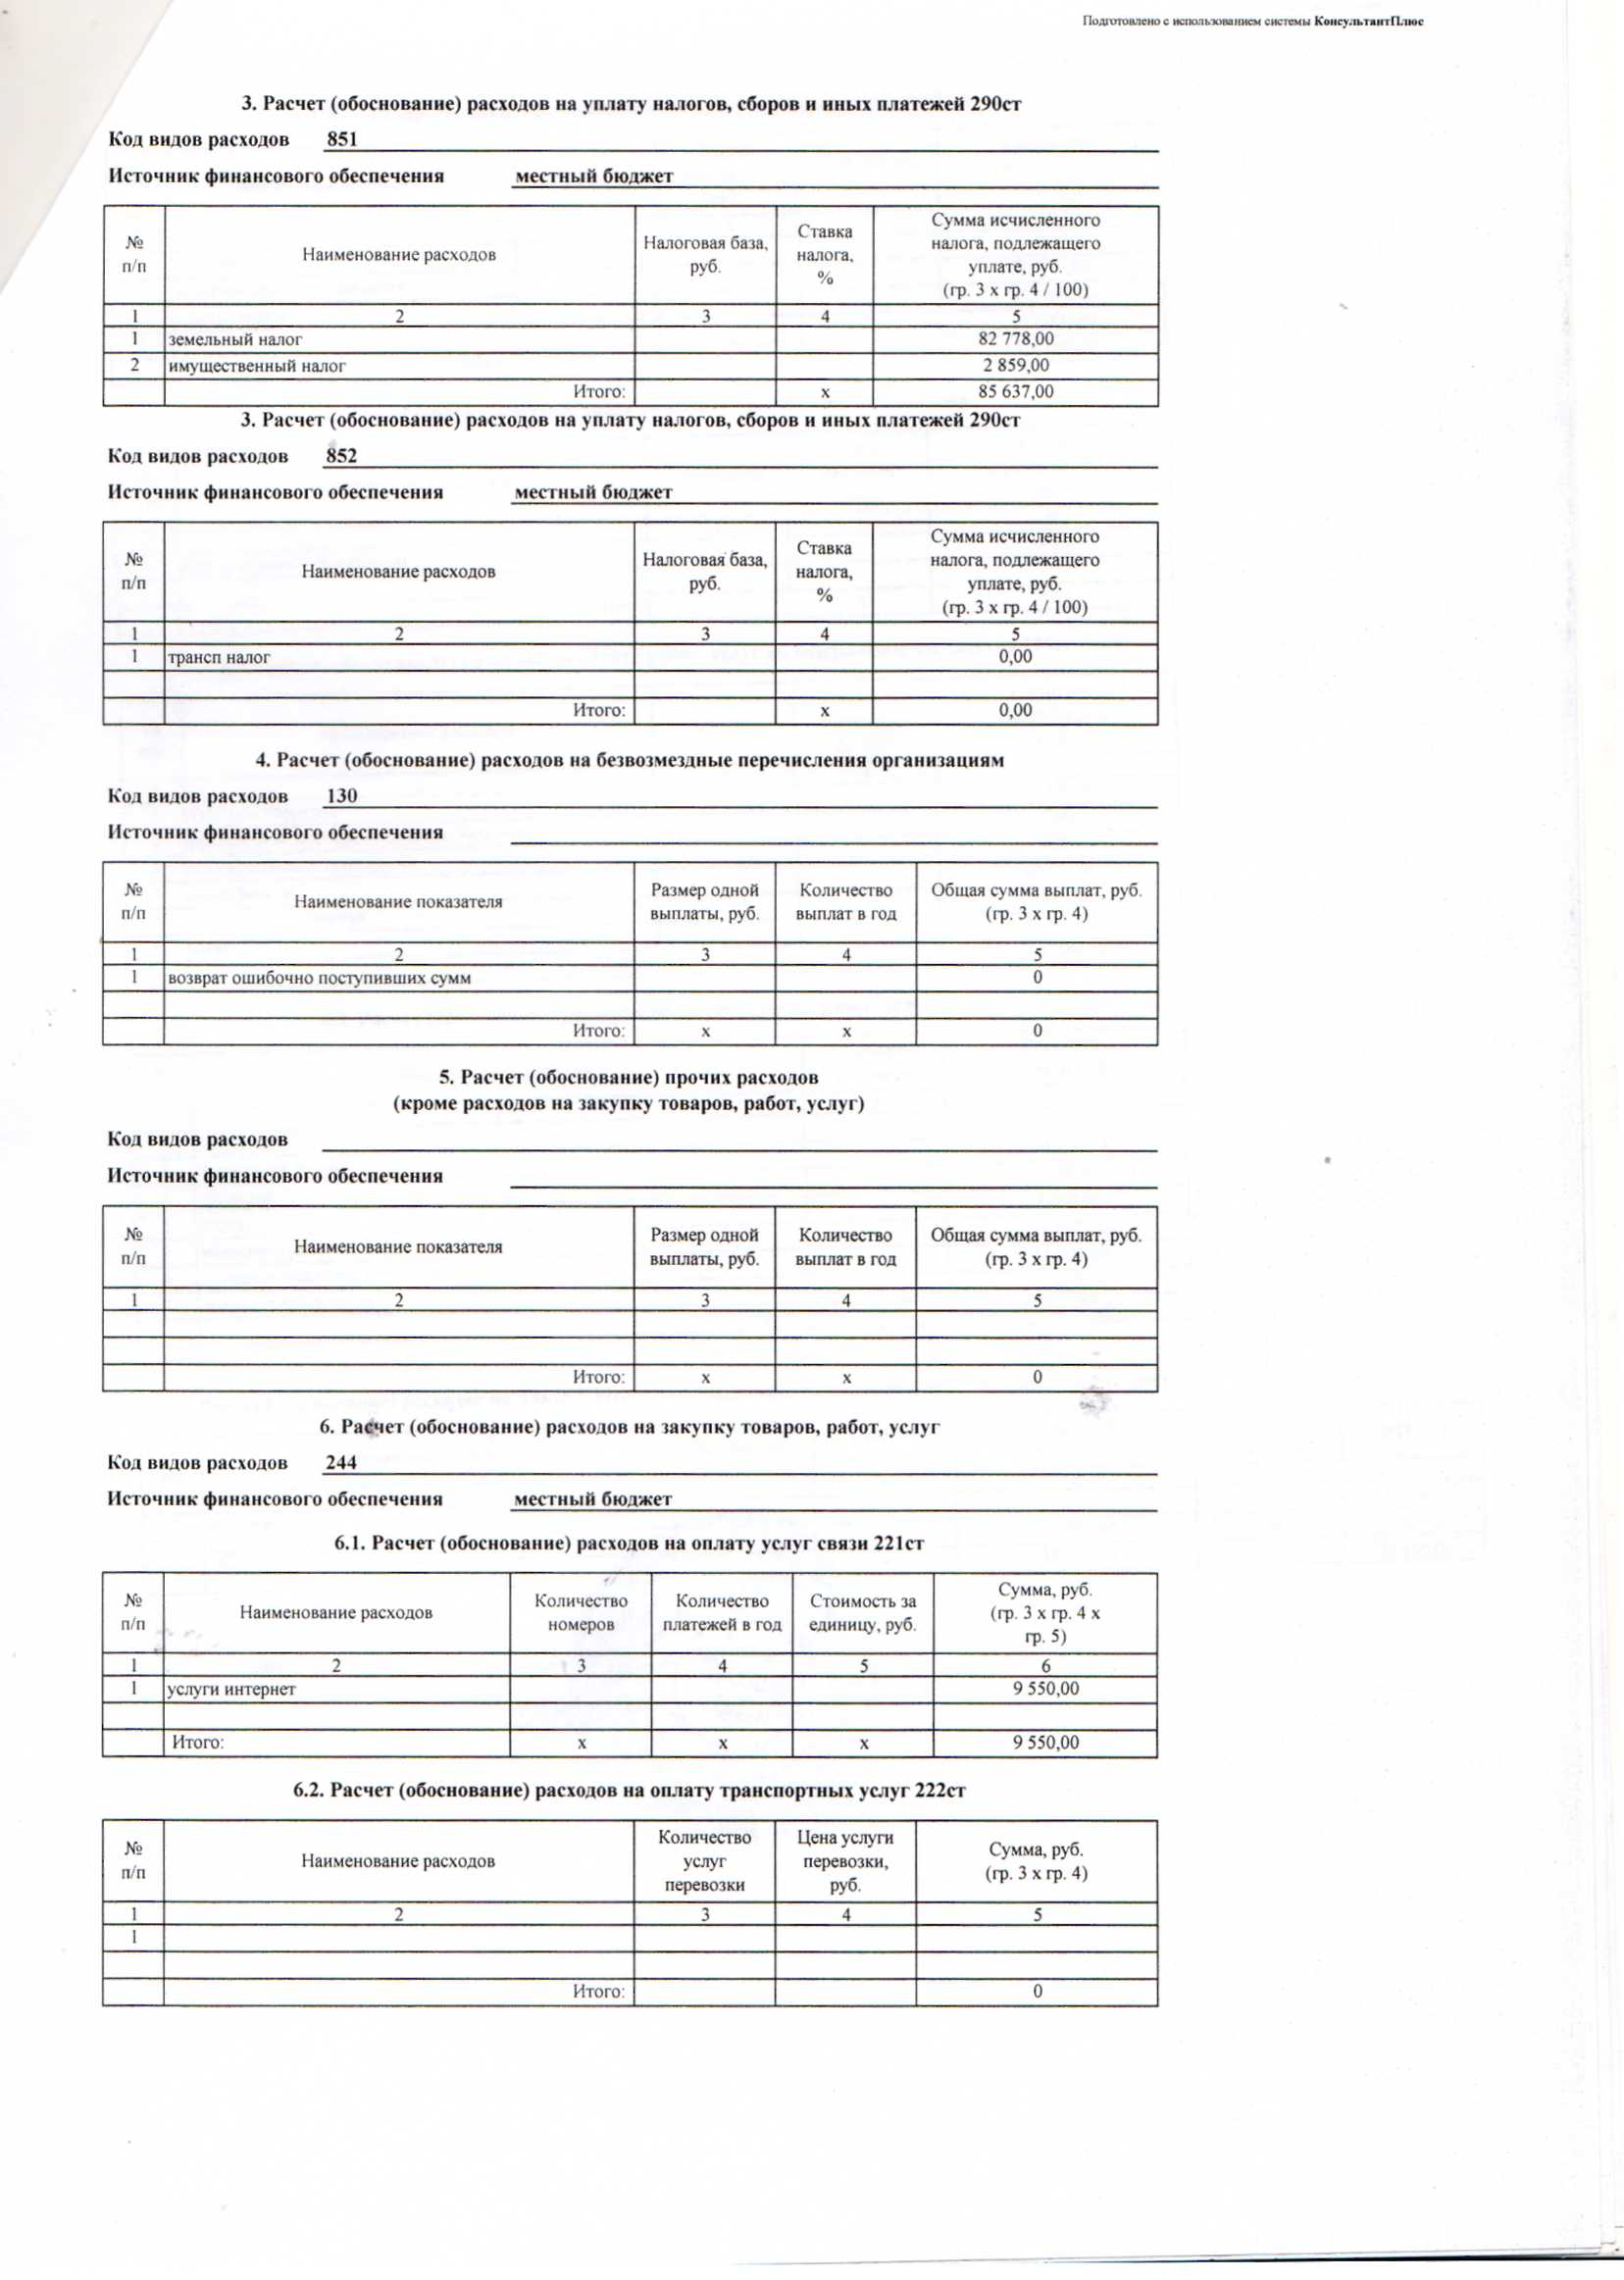 Подготовлено с использованием системы КонсультантПлюс
3. Расчет (обоснование) расходов на уплату налогов, сборов и иных платежей 290ст
Код видов расходов 851
Источник финансового обеспечения местный бюджет
№ п/п Наименование расходов Налоговая база, руб. Ставка налога, % Сумма исчисленного налога, подлежащего уплате, руб. (гр. 3 х гр. 4 / 100)
1 2 3 4 5
1 земельный налог 82 778,00
2 имущественный налог 2 859,00
Итого: х 85 637,00
3. Расчет (обоснование) расходов на уплату налогов, сборов и иных платежей 290ст
Код видов расходов 852
Источник финансового обеспечения местный бюджет
№ п/п Наименование расходов Налоговая база, руб. Ставка налога, % Сумма исчисленного налога, подлежащего уплате, руб. (гр. 3 х гр. 4 / 100)
1 2 3 4 5
1 трансп налог 0,00
Итого: х 0,00
4. Расчет (обоснование) расходов на безвозмездные перечисления организациям
Код видов расходов 130
Источник финансового обеспечения
№ п/п Наименование показателя Размер одной выплаты, руб. Количество выплат в год Общая сумма выплат, руб. (гр. 3 х гр. 4)
1 2 3 4 5
1 возврат ошибочно поступивших сумм 0
Итого: х х 0
5. Расчет (обоснование) прочих расходов
(кроме расходов на закупку товаров, работ, услуг)
Код видов расходов
Источник финансового обеспечения
№ п/п Наименование показателя Размер одной выплаты, руб. Количество выплат в год Общая сумма выплат, руб. (гр. 3 х гр. 4)
1 2 3 4 5
Итого: х х 0
6. Расчет (обоснование) расходов на закупку товаров, работ, услуг
Код видов расходов 244
Источник финансового обеспечения местный бюджет
6.1. Расчет (обоснование) расходов на оплату услуг связи 221ст
№ п/п Наименование расходов Количество номеров Количество платежей в год Стоимость за единицу, руб. Сумма, руб. (гр. 3 х гр. 4 х гр. 5)
1 2 3 4 5 6
1 услуги интернет 9 550,00
Итого: х х х 9 550,00
6.2. Расчет (обоснование) расходов на оплату транспортных услуг 222ст
№ п/п Наименование расходов Количество услуг перевозки Цена услуги перевозки, руб. Сумма, руб. (гр. 3 х гр. 4)
1 2 3 4 5
1
Итого: 0